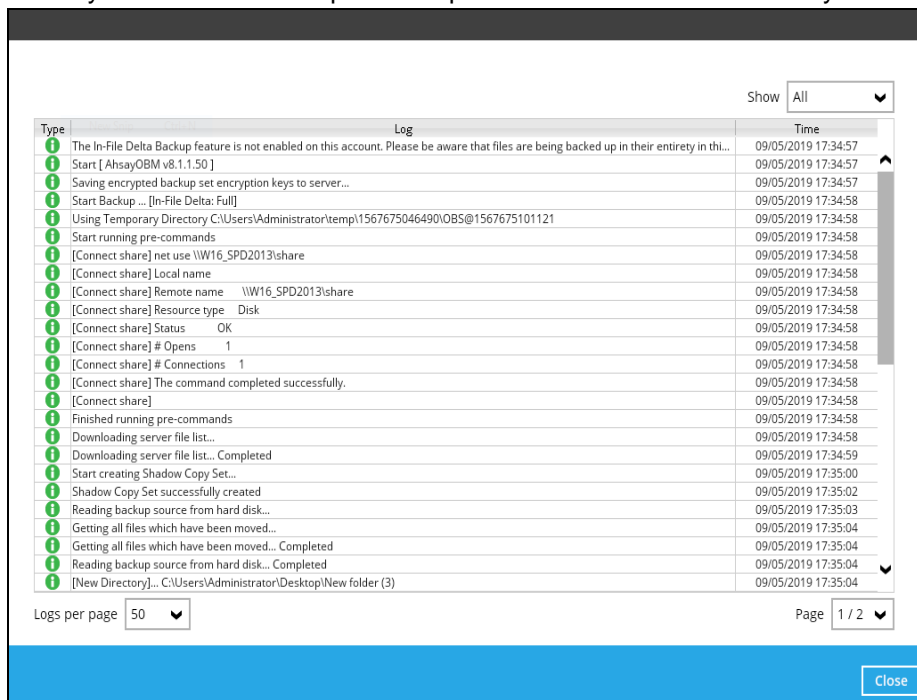 Show All
Type Log Time
The In-File Delta Backup feature is not enabled on this account. Please be aware that files are being backed up in their entirety in thi... 09/05/2019 17:34:57
Start [ AhsayOBM v8.1.1.50 ] 09/05/2019 17:34:57
Saving encrypted backup set encryption keys to server... 09/05/2019 17:34:57
Start Backup ... [In-File Delta: Full] 09/05/2019 17:34:58
Using Temporary Directory C:\Users\Administrator\temp\1567675046490\OBS@1567675101121 09/05/2019 17:34:58
Start running pre-commands 09/05/2019 17:34:58
[Connect share] net use \\W16_SPD2013\share 09/05/2019 17:34:58
[Connect share] Local name 09/05/2019 17:34:58
[Connect share] Remote name \\W16_SPD2013\share 09/05/2019 17:34:58
[Connect share] Resource type Disk 09/05/2019 17:34:58
[Connect share] Status OK 09/05/2019 17:34:58
[Connect share] # Opens 1 09/05/2019 17:34:58
[Connect share] # Connections 1 09/05/2019 17:34:58
[Connect share] The command completed successfully. 09/05/2019 17:34:58
[Connect share] 09/05/2019 17:34:58
Finished running pre-commands 09/05/2019 17:34:58
Downloading server file list... 09/05/2019 17:34:58
Downloading server file list... Completed 09/05/2019 17:34:59
Start creating Shadow Copy Set... 09/05/2019 17:35:00
Shadow Copy Set successfully created 09/05/2019 17:35:02
Reading backup source from hard disk... 09/05/2019 17:35:03
Getting all files which have been moved... 09/05/2019 17:35:04
Getting all files which have been moved... Completed 09/05/2019 17:35:04
Reading backup source from hard disk... Completed 09/05/2019 17:35:04
[New Directory]... C:\Users\Administrator\Desktop\New folder (3) 09/05/2019 17:35:04
Logs per page 50 Page 1 / 2
Close